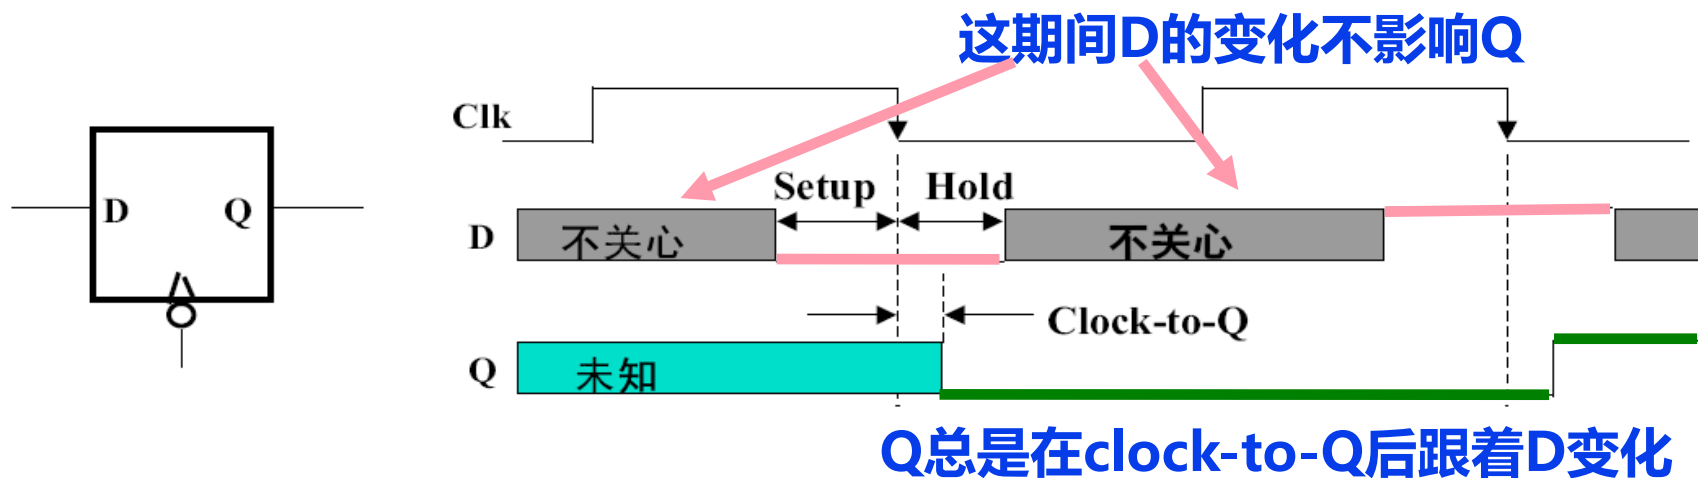 这期间D的变化不影响Q
Clk
Setup
Hold
D
Q
D
不关心
不关心
Clock-to-Q
Q
未知
Q总是在clock-to-Q后跟着D变化